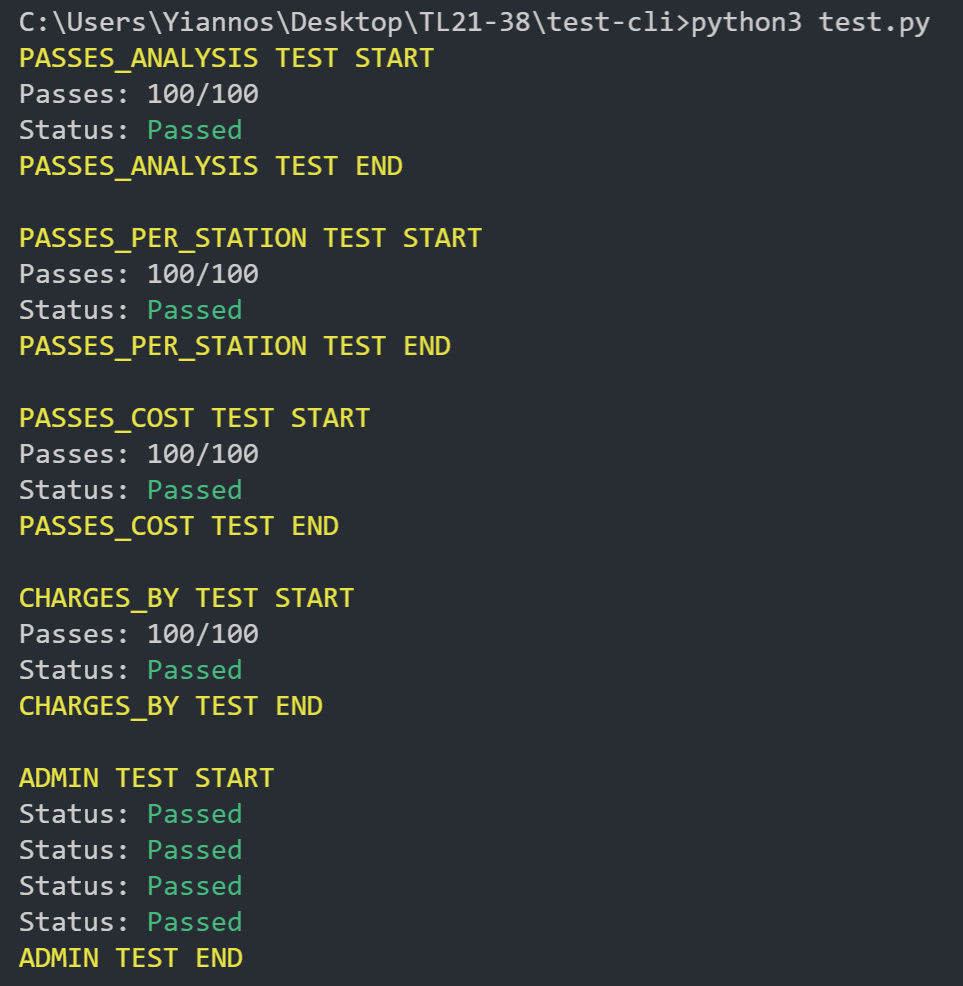 C:\Users\Yiannos\Desktop\TL21-38\test-cli>python3 test.py
PASSES_ANALYSIS TEST START
Passes: 100/100
Status: Passed
PASSES_ANALYSIS TEST END
PASSES_PER_STATION TEST START
Passes: 100/100
Status: Passed
PASSES_PER_STATION TEST END
PASSES_COST TEST START
Passes: 100/100
Status: Passed
PASSES_COST TEST END
CHARGES_BY TEST START
Passes: 100/100
Status: Passed
CHARGES_BY TEST END
ADMIN TEST START
Status: Passed
Status: Passed
Status: Passed
Status: Passed
ADMIN TEST END